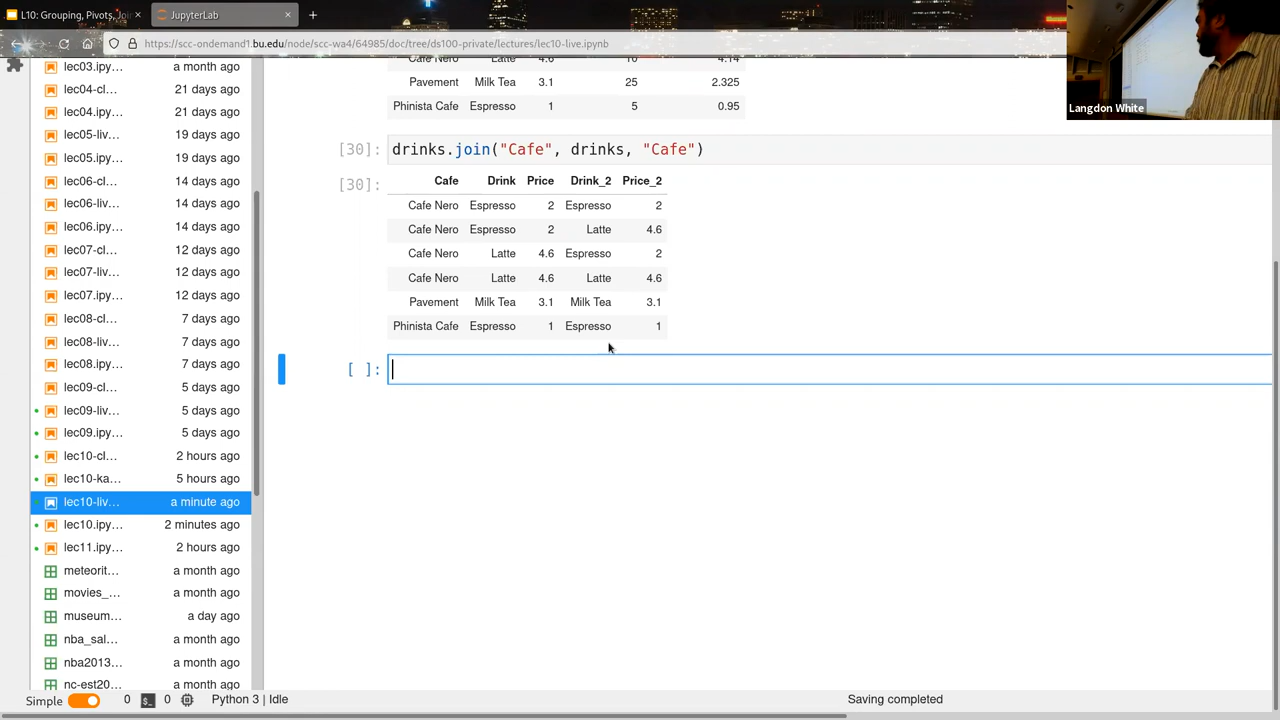 L10: Grouping, Pivots, Joi
JupyterLab
https://scc-ondemand1.bu.edu/node/scc-wa4/64985/doc/tree/ds100-private/lectures/lec10-live.ipynb
Langdon White
lec03.ipy… a month ago
lec04-cl… 21 days ago
lec04.ipy… 21 days ago
lec05-liv… 19 days ago
lec05.ipy… 19 days ago
lec06-cl… 14 days ago
lec06-liv… 14 days ago
lec06.ipy… 14 days ago
lec07-cl… 12 days ago
lec07-liv… 12 days ago
lec07.ipy… 12 days ago
lec08-cl… 7 days ago
lec08-liv… 7 days ago
lec08.ipy… 7 days ago
lec09-cl… 5 days ago
lec09-liv… 5 days ago
lec09.ipy… 5 days ago
lec10-cl… 2 hours ago
lec10-ka… 5 hours ago
lec10-liv… a minute ago
lec10.ipy… 2 minutes ago
lec11.ipy… 2 hours ago
meteorit… a month ago
movies_… a month ago
museum… a day ago
nba_sal… a month ago
nba2013… a month ago
nc-est20… a month ago
Cafe Nero Latte 4.6 10 4.14
Pavement Milk Tea 3.1 25 2.325
Phinista Cafe Espresso 1 5 0.95
[30]: drinks.join("Cafe", drinks, "Cafe")
[30]: Cafe Drink Price Drink_2 Price_2
Cafe Nero Espresso 2 Espresso 2
Cafe Nero Espresso 2 Latte 4.6
Cafe Nero Latte 4.6 Espresso 2
Cafe Nero Latte 4.6 Latte 4.6
Pavement Milk Tea 3.1 Milk Tea 3.1
Phinista Cafe Espresso 1 Espresso 1
[ ]:
Simple 0 0 Python 3 | Idle Saving completed